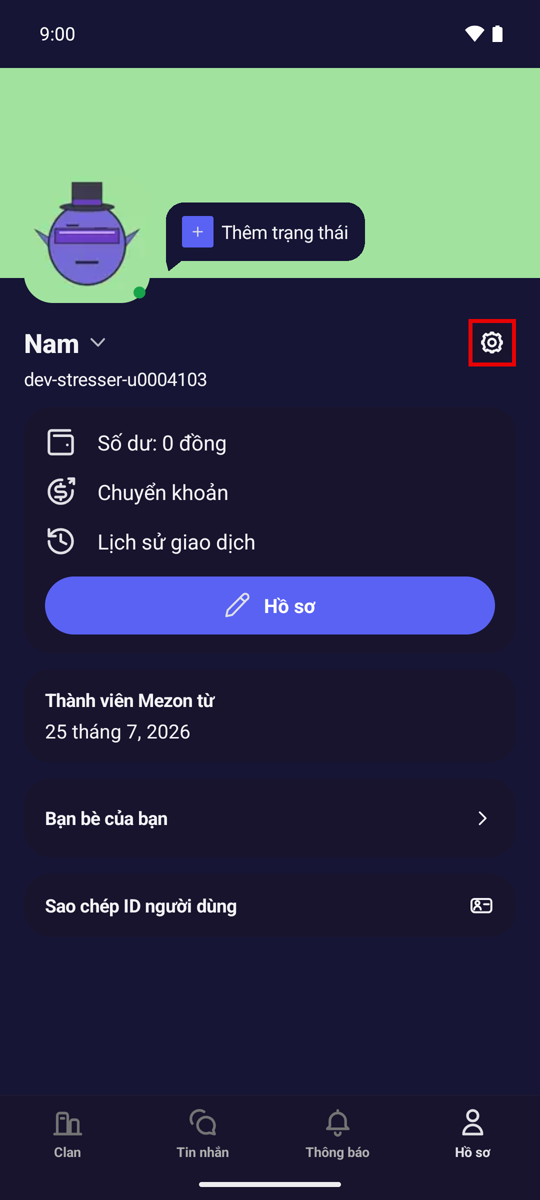 9:00
Thêm trạng thái
Nam
dev-stresser-u0004103
Số dư: 0 đồng
Chuyển khoản
Lịch sử giao dịch
Hồ sơ
Thành viên Mezon từ
25 tháng 7, 2026
Bạn bè của bạn
Sao chép ID người dùng
Clan
Tin nhắn
Thông báo
Hồ sơ